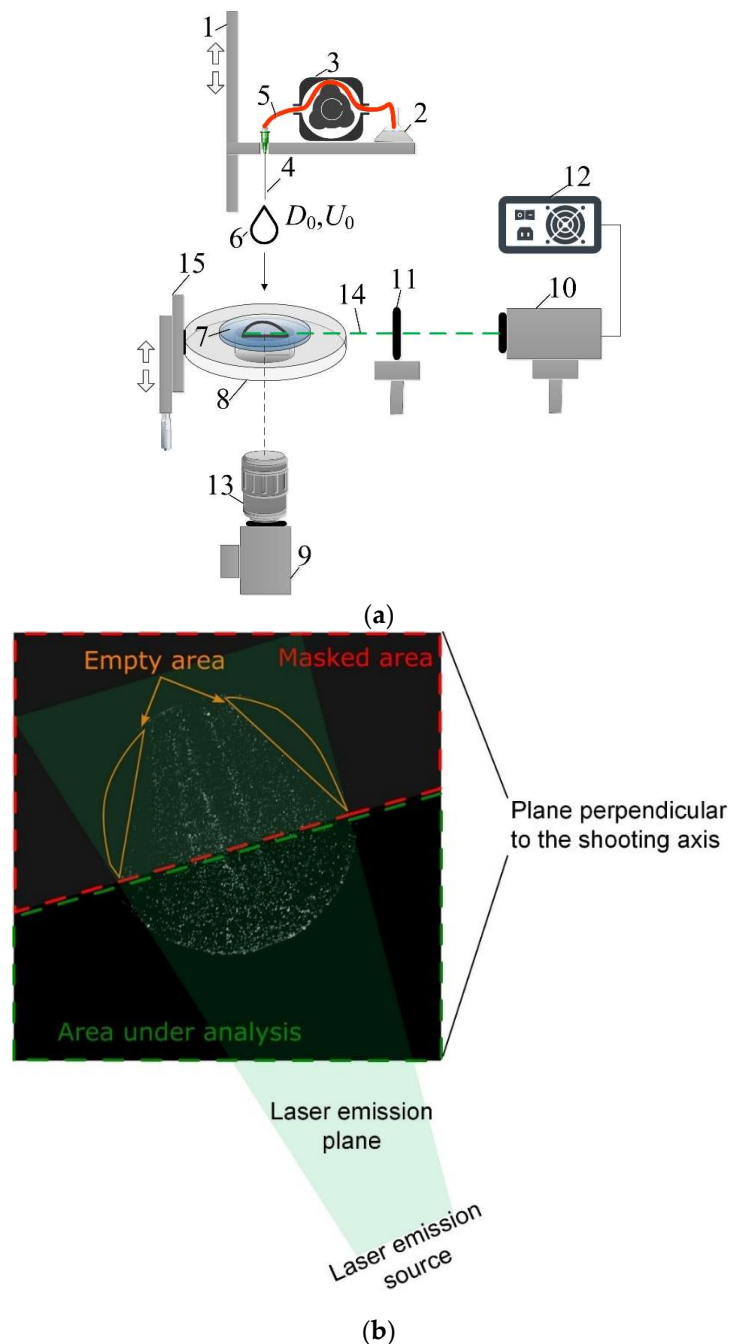 1
3
5
2
4
12
6
D₀,U₀
15
11
10
7
14
8
13
9
(a)
Empty area
Masked area
Plane perpendicular
to the shooting axis
Area under analysis
Laser emission
plane
Laser emission
source
(b)